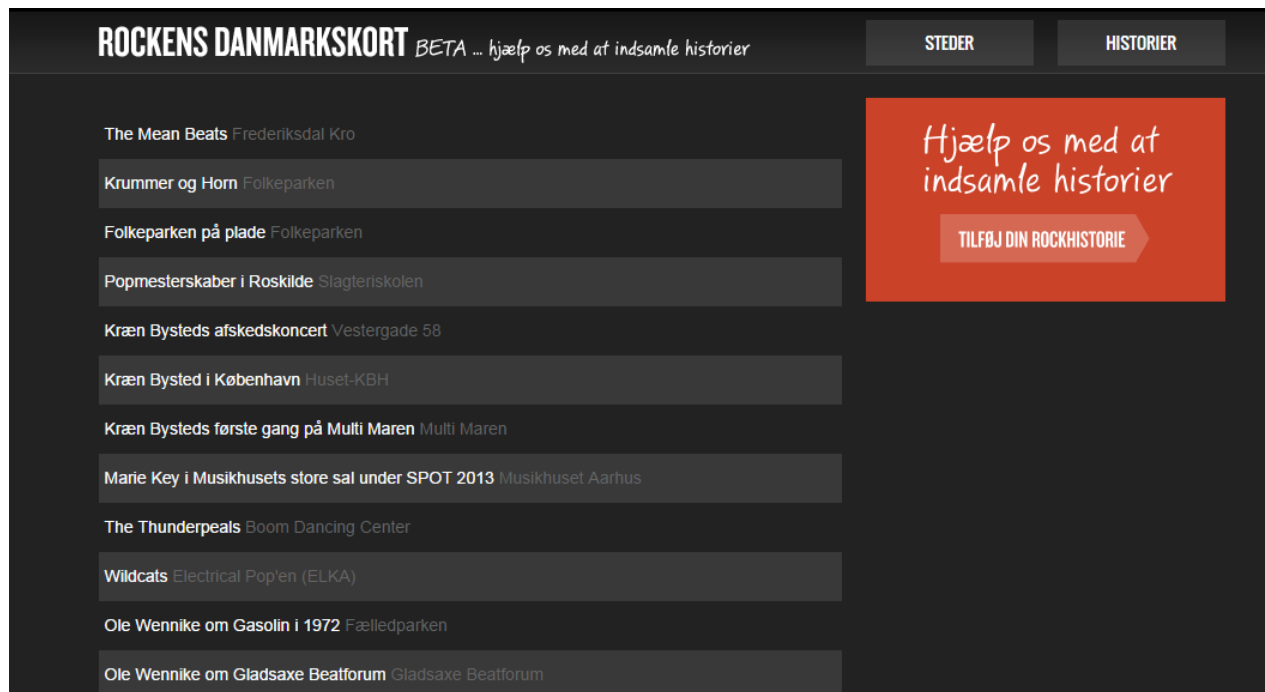 ROCKENS DANMARKSKORT BETA ... hjælp os med at indsamle historier
STEDER
HISTORIER
The Mean Beats Frederiksdal Kro
Krummer og Horn Folkeparken
Folkeparken på plade Folkeparken
Popmesterskaber i Roskilde Slagteriskolen
Kræn Bysteds afskedskoncert Vestergade 58
Kræn Bysted i København Huset-KBH
Kræn Bysteds første gang på Multi Maren Multi Maren
Marie Key i Musikhusets store sal under SPOT 2013 Musikhuset Aarhus
The Thunderpeals Boom Dancing Center
Wildcats Electrical Pop'en (ELKA)
Ole Wennike om Gasolin i 1972 Fælledparken
Ole Wennike om Gladsaxe Beatforum Gladsaxe Beatforum
Hjælp os med at
indsamle historier
TILFØJ DIN ROCKHISTORIE